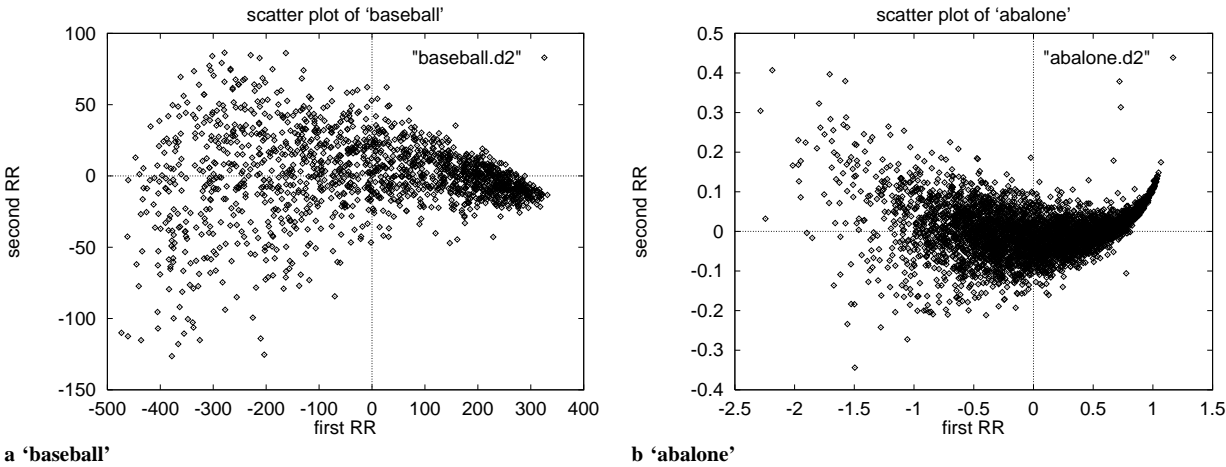 scatter plot of ‘baseball’
"baseball.d2"
100
50
0
-50
-100
-150
second RR
-500 -400 -300 -200 -100 0 100 200 300 400
first RR
a ‘baseball’
scatter plot of ‘abalone’
"abalone.d2"
0.5
0.4
0.3
0.2
0.1
0
-0.1
-0.2
-0.3
-0.4
second RR
-2.5 -2 -1.5 -1 -0.5 0 0.5 1 1.5
first RR
b ‘abalone’